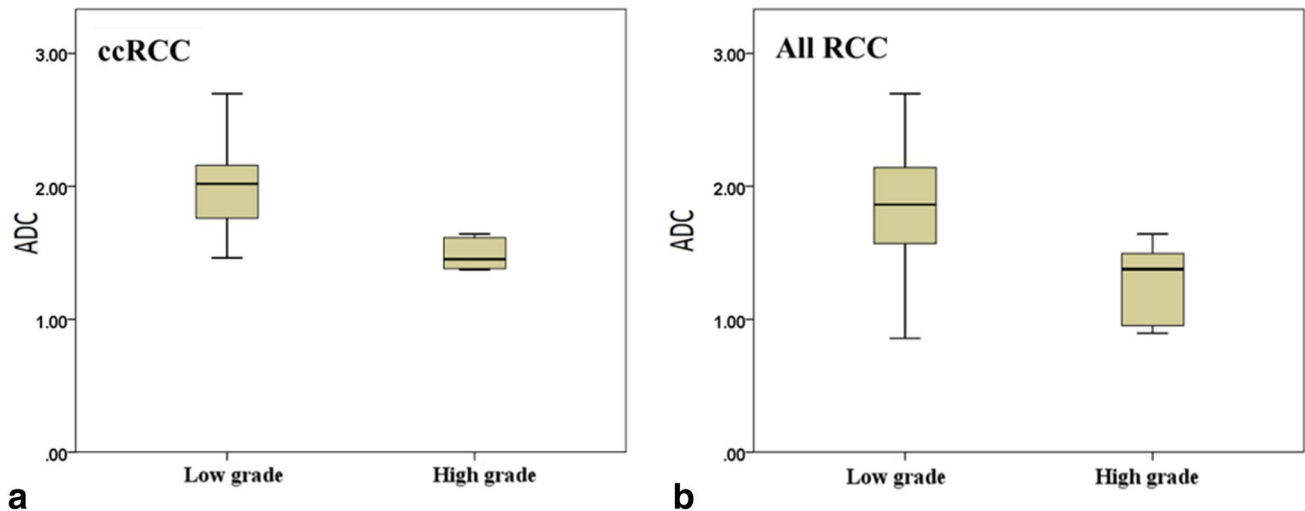 ccRCC
3.00
2.00
1.00
.00
ADC
Low grade
High grade
a
All RCC
3.00
2.00
1.00
.00
ADC
Low grade
High grade
b